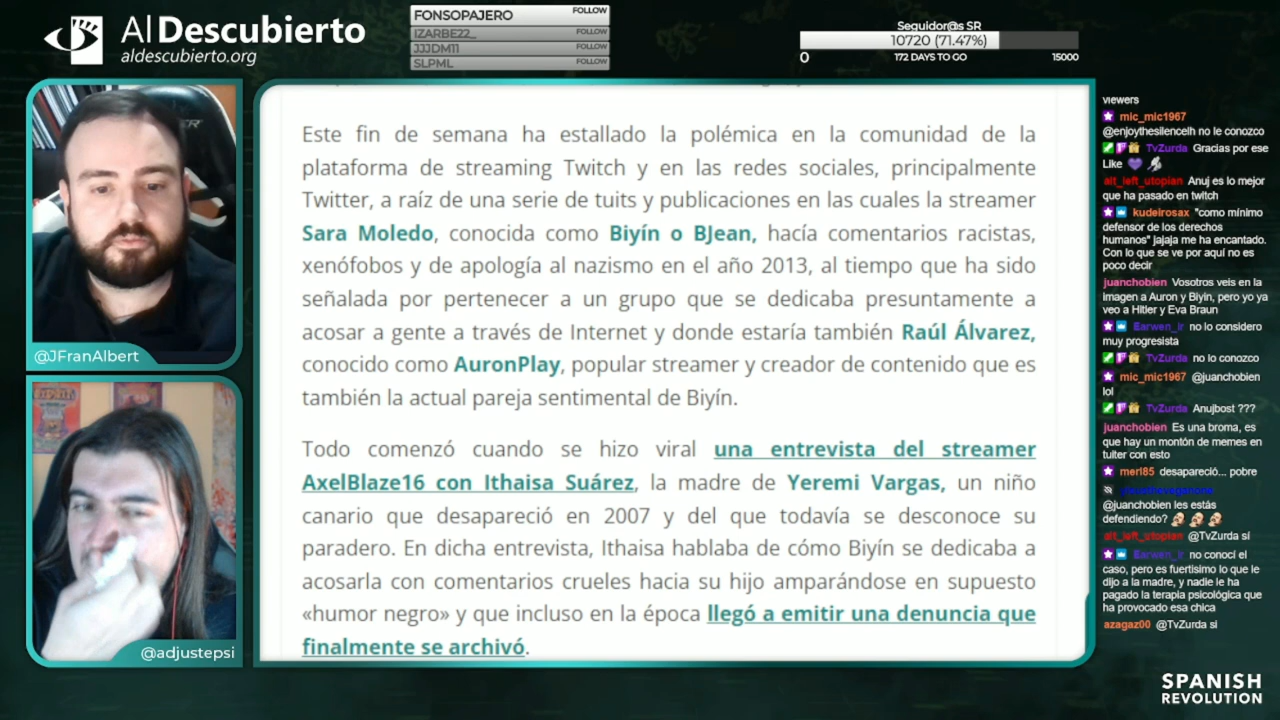 Al Descubierto
aldescubierto.org
FONSOPAJERO FOLLOW
IZARBE22_ FOLLOW
JJJDM11 FOLLOW
SLPML FOLLOW
Seguidor@s SR
10720 (71.47%)
0 172 DAYS TO GO 15000
@JFranAlbert
@adjustepsi
Este fin de semana ha estallado la polémica en la comunidad de la
plataforma de streaming Twitch y en las redes sociales, principalmente
Twitter, a raíz de una serie de tuits y publicaciones en las cuales la streamer
Sara Moledo, conocida como Biyín o BJean, hacía comentarios racistas,
xenófobos y de apología al nazismo en el año 2013, al tiempo que ha sido
señalada por pertenecer a un grupo que se dedicaba presuntamente a
acosar a gente a través de Internet y donde estaría también Raúl Álvarez,
conocido como AuronPlay, popular streamer y creador de contenido que es
también la actual pareja sentimental de Biyín.
Todo comenzó cuando se hizo viral una entrevista del streamer
AxelBlaze16 con Ithaisa Suárez, la madre de Yeremi Vargas, un niño
canario que desapareció en 2007 y del que todavía se desconoce su
paradero. En dicha entrevista, Ithaisa hablaba de cómo Biyín se dedicaba a
acosarla con comentarios crueles hacia su hijo amparándose en supuesto
«humor negro» y que incluso en la época llegó a emitir una denuncia que
finalmente se archivó.
viewers
mic_mic1967
@enjoythesilencelh no le conozco
TvZurda Gracias por ese
Like
alt_left_utopian Anuj es lo mejor
que ha pasado en twitch
kudeirosax "como mínimo
defensor de los derechos
humanos" jajaja me ha encantado.
Con lo que se ve por aquí no es
poco decir
juanchobien Vosotros veis en la
imagen a Auron y Biyin, pero yo ya
veo a Hitler y Eva Braun
Earwen_ir no lo considero
muy progresista
TvZurda no lo conozco
mic_mic1967 @juanchobien
lol
TvZurda Anujbost ???
juanchobien Es una broma, es
que hay un montón de memes en
tuiter con esto
merl85 desapareció... pobre
@juanchobien les estás
defendiendo?
alt_left_utopian @TvZurda sí
Earwen_ir no conocí el
caso, pero es fuertisimo lo que le
dijo a la madre, y nadie le ha
pagado la terapia psicológica que
ha provocado esa chica
azagaz00 @TvZurda si
SPANISH
REVOLUTION